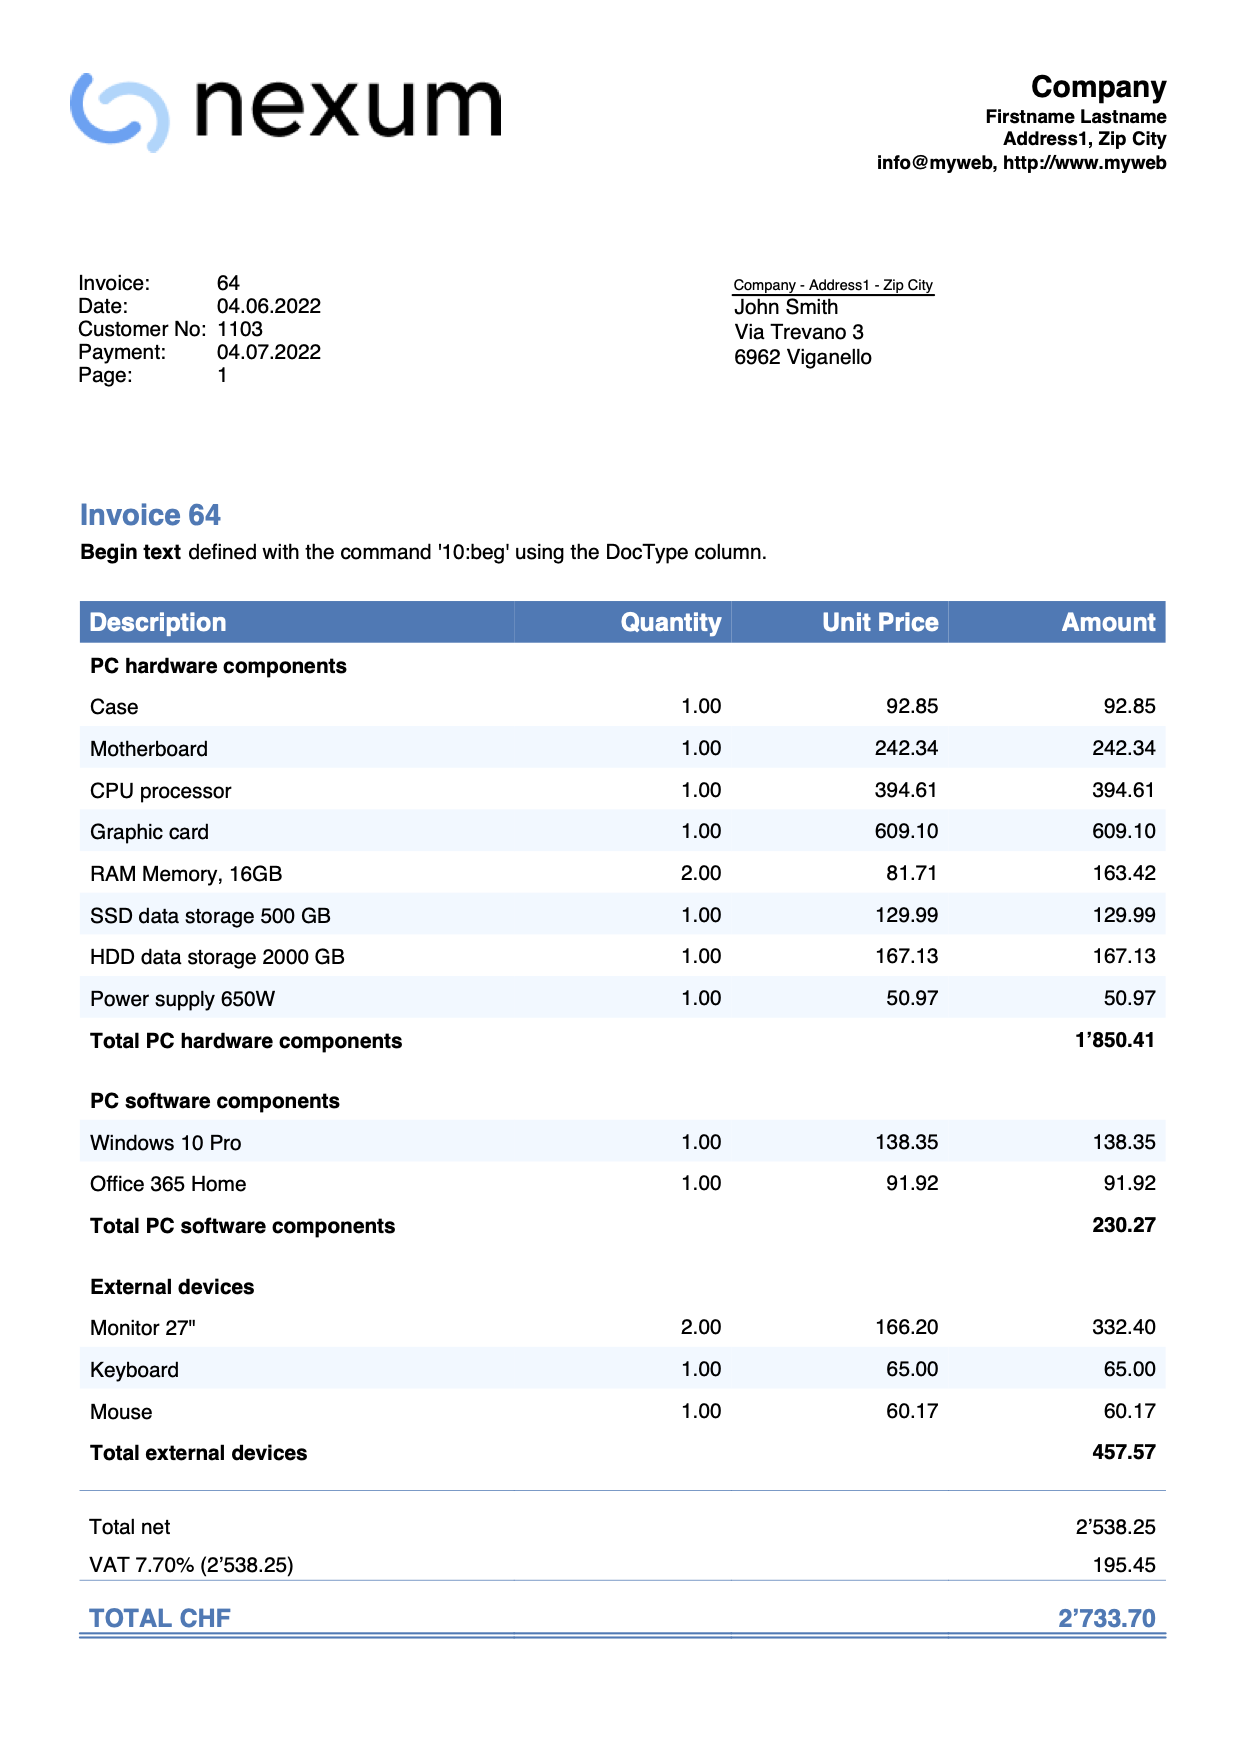 nexum
Company
Firstname Lastname
Address1, Zip City
info@myweb, http://www.myweb
Invoice: 64
Date: 04.06.2022
Customer No: 1103
Payment: 04.07.2022
Page: 1
Company - Address1 - Zip City
John Smith
Via Trevano 3
6962 Viganello
Invoice 64
Begin text defined with the command '10:beg' using the DocType column.
Description Quantity Unit Price Amount
PC hardware components
Case 1.00 92.85 92.85
Motherboard 1.00 242.34 242.34
CPU processor 1.00 394.61 394.61
Graphic card 1.00 609.10 609.10
RAM Memory, 16GB 2.00 81.71 163.42
SSD data storage 500 GB 1.00 129.99 129.99
HDD data storage 2000 GB 1.00 167.13 167.13
Power supply 650W 1.00 50.97 50.97
Total PC hardware components 1’850.41
PC software components
Windows 10 Pro 1.00 138.35 138.35
Office 365 Home 1.00 91.92 91.92
Total PC software components 230.27
External devices
Monitor 27" 2.00 166.20 332.40
Keyboard 1.00 65.00 65.00
Mouse 1.00 60.17 60.17
Total external devices 457.57
Total net 2’538.25
VAT 7.70% (2’538.25) 195.45
TOTAL CHF 2’733.70